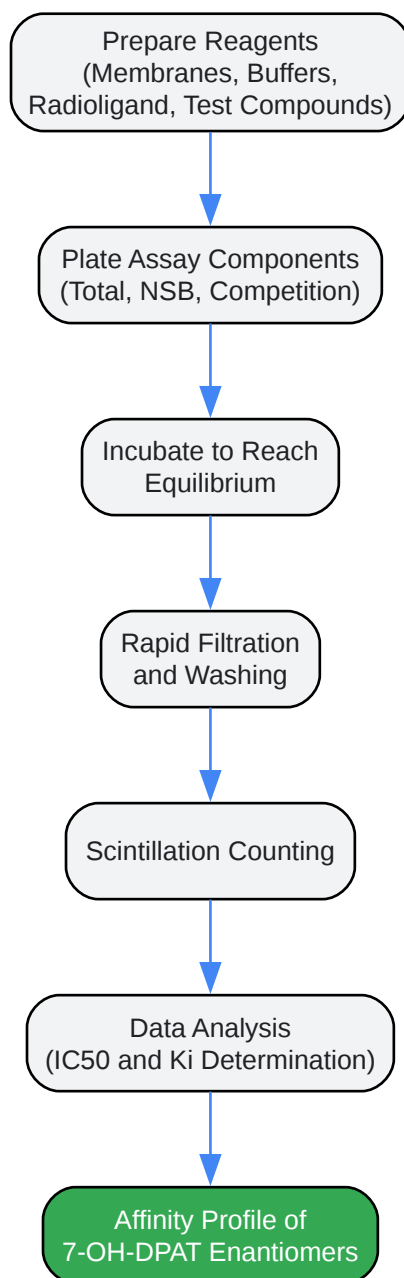 Prepare Reagents
(Membranes, Buffers,
Radioligand, Test Compounds)
Plate Assay Components
(Total, NSB, Competition)
Incubate to Reach
Equilibrium
Rapid Filtration
and Washing
Scintillation Counting
Data Analysis
(IC50 and Ki Determination)
Affinity Profile of
7-OH-DPAT Enantiomers